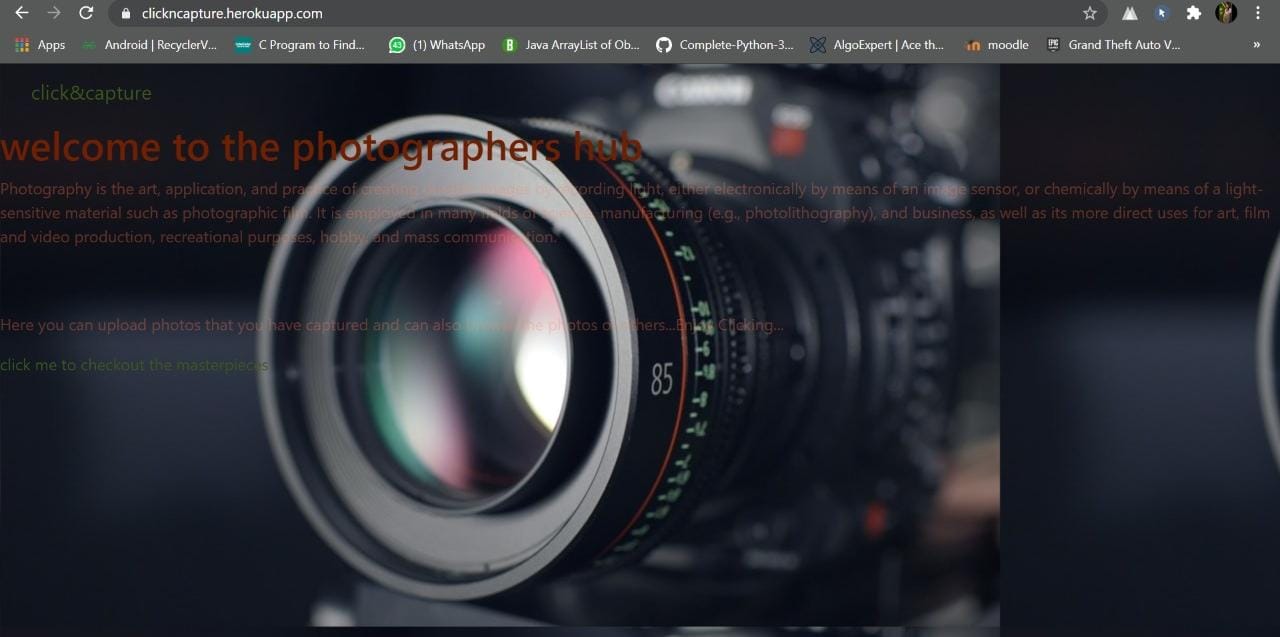 clickncapture.herokuapp.com
Apps Android | RecyclerV... C Program to Find... 43 (1) WhatsApp B Java ArrayList of Ob... Complete-Python-3... AlgoExpert | Ace th... moodle EPIC Grand Theft Auto V... »
click&capture
Canon
welcome to the photographers hub
Photography is the art, application, and practice of creating durable images by recording light, either electronically by means of an image sensor, or chemically by means of a light-
sensitive material such as photographic film. It is employed in many fields of science, manufacturing (e.g., photolithography), and business, as well as its more direct uses for art, film
and video production, recreational purposes, hobby, and mass communication."
Here you can upload photos that you have captured and can also browse the photos of others...Enjoy Clicking...
click me to checkout the masterpieces
85